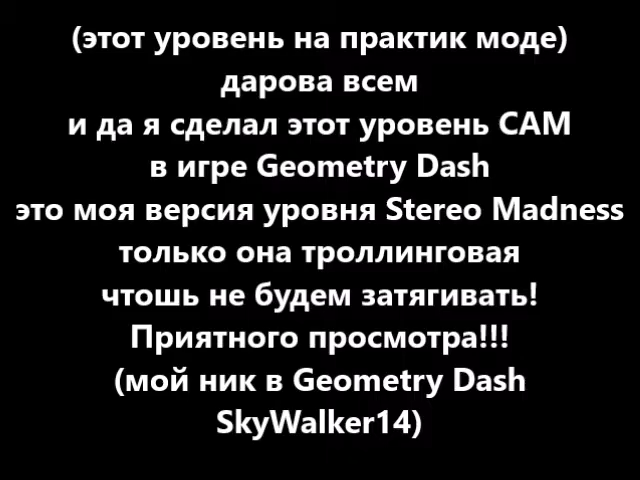 (этот уровень на практик моде)
дарова всем
и да я сделал этот уровень САМ
в игре Geometry Dash
это моя версия уровня Stereo Madness
только она троллинговая
чтошь не будем затягивать!
Приятного просмотра!!!
(мой ник в Geometry Dash
SkyWalker14)